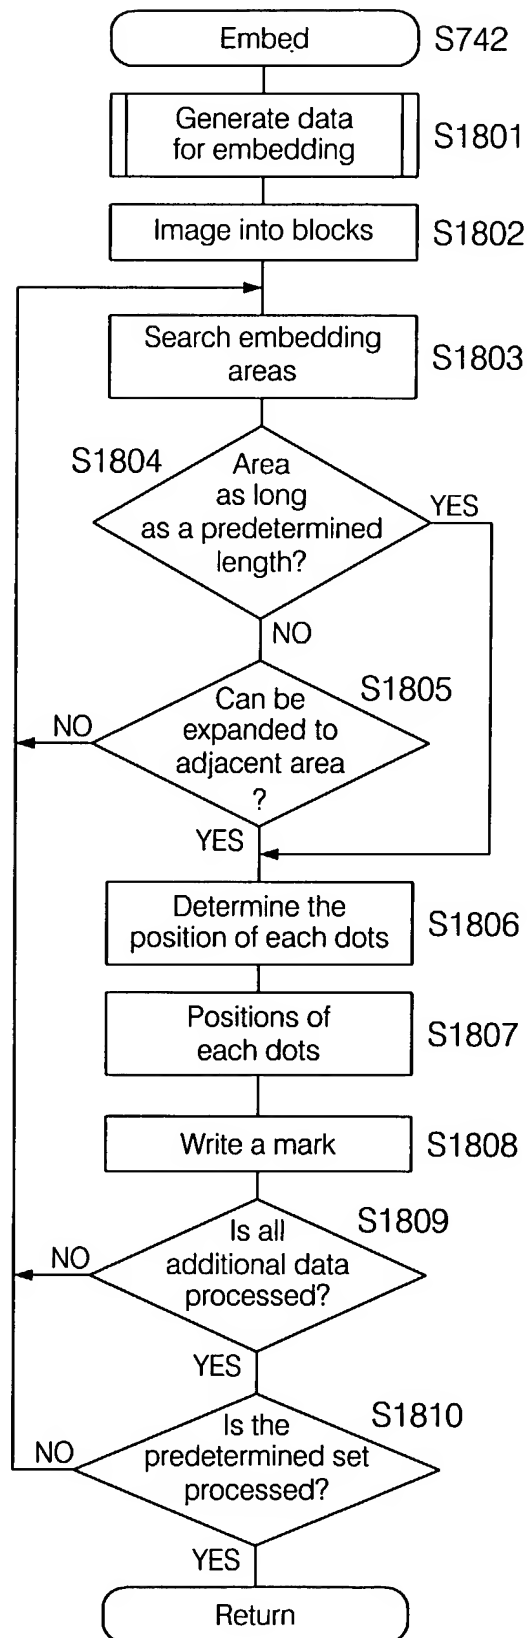 Embed
S742
Generate data
for embedding
S1801
Image into blocks
S1802
Search embedding
areas
S1803
S1804
Area
as long
as a predetermined
length?
YES
NO
S1805
Can be
expanded to
adjacent area
?
NO
YES
Determine the
position of each dots
S1806
Positions of
each dots
S1807
Write a mark
S1808
S1809
Is all
additional data
processed?
NO
YES
S1810
Is the
predetermined set
processed?
NO
YES
Return